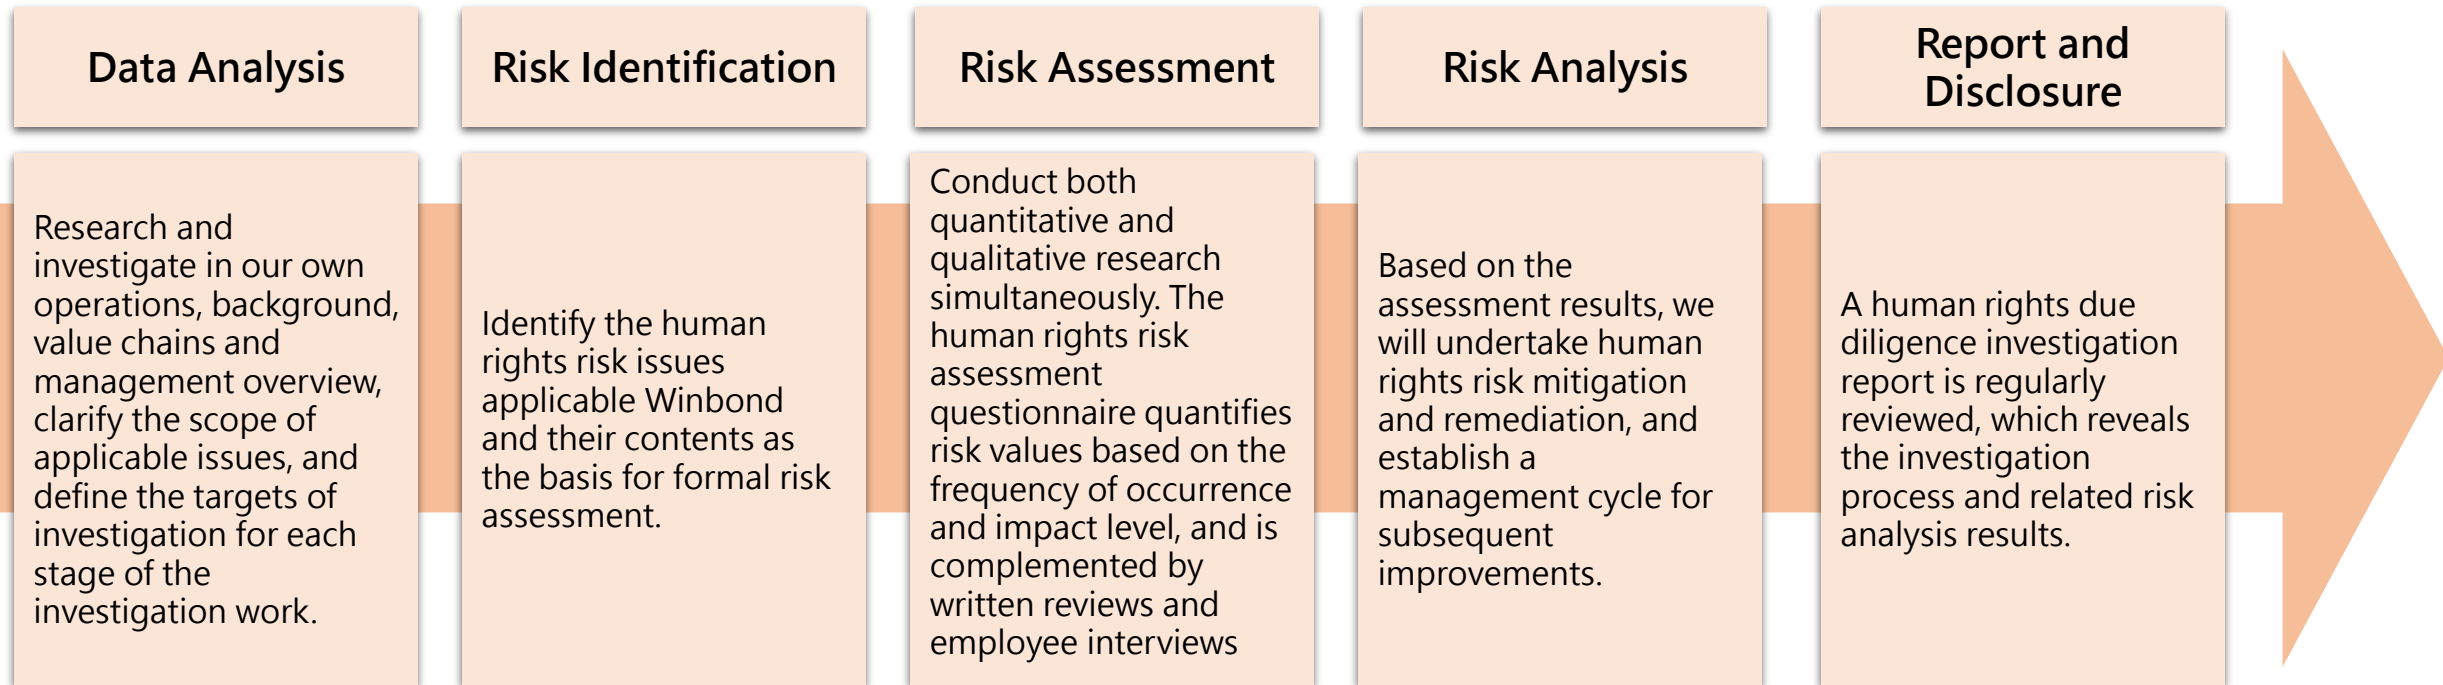 Data Analysis
Research and
investigate in our own
operations, background,
value chains and
management overview,
clarify the scope of
applicable issues, and
define the targets of
investigation for each
stage of the
investigation work.
Risk Identification
Identify the human
rights risk issues
applicable Winbond
and their contents as
the basis for formal risk
assessment.
Risk Assessment
Conduct both
quantitative and
qualitative research
simultaneously. The
human rights risk
assessment
questionnaire quantifies
risk values based on the
frequency of occurrence
and impact level, and is
complemented by
written reviews and
employee interviews
Risk Analysis
Based on the
assessment results, we
will undertake human
rights risk mitigation
and remediation, and
establish a
management cycle for
subsequent
improvements.
Report and
Disclosure
A human rights due
diligence investigation
report is regularly
reviewed, which reveals
the investigation
process and related risk
analysis results.